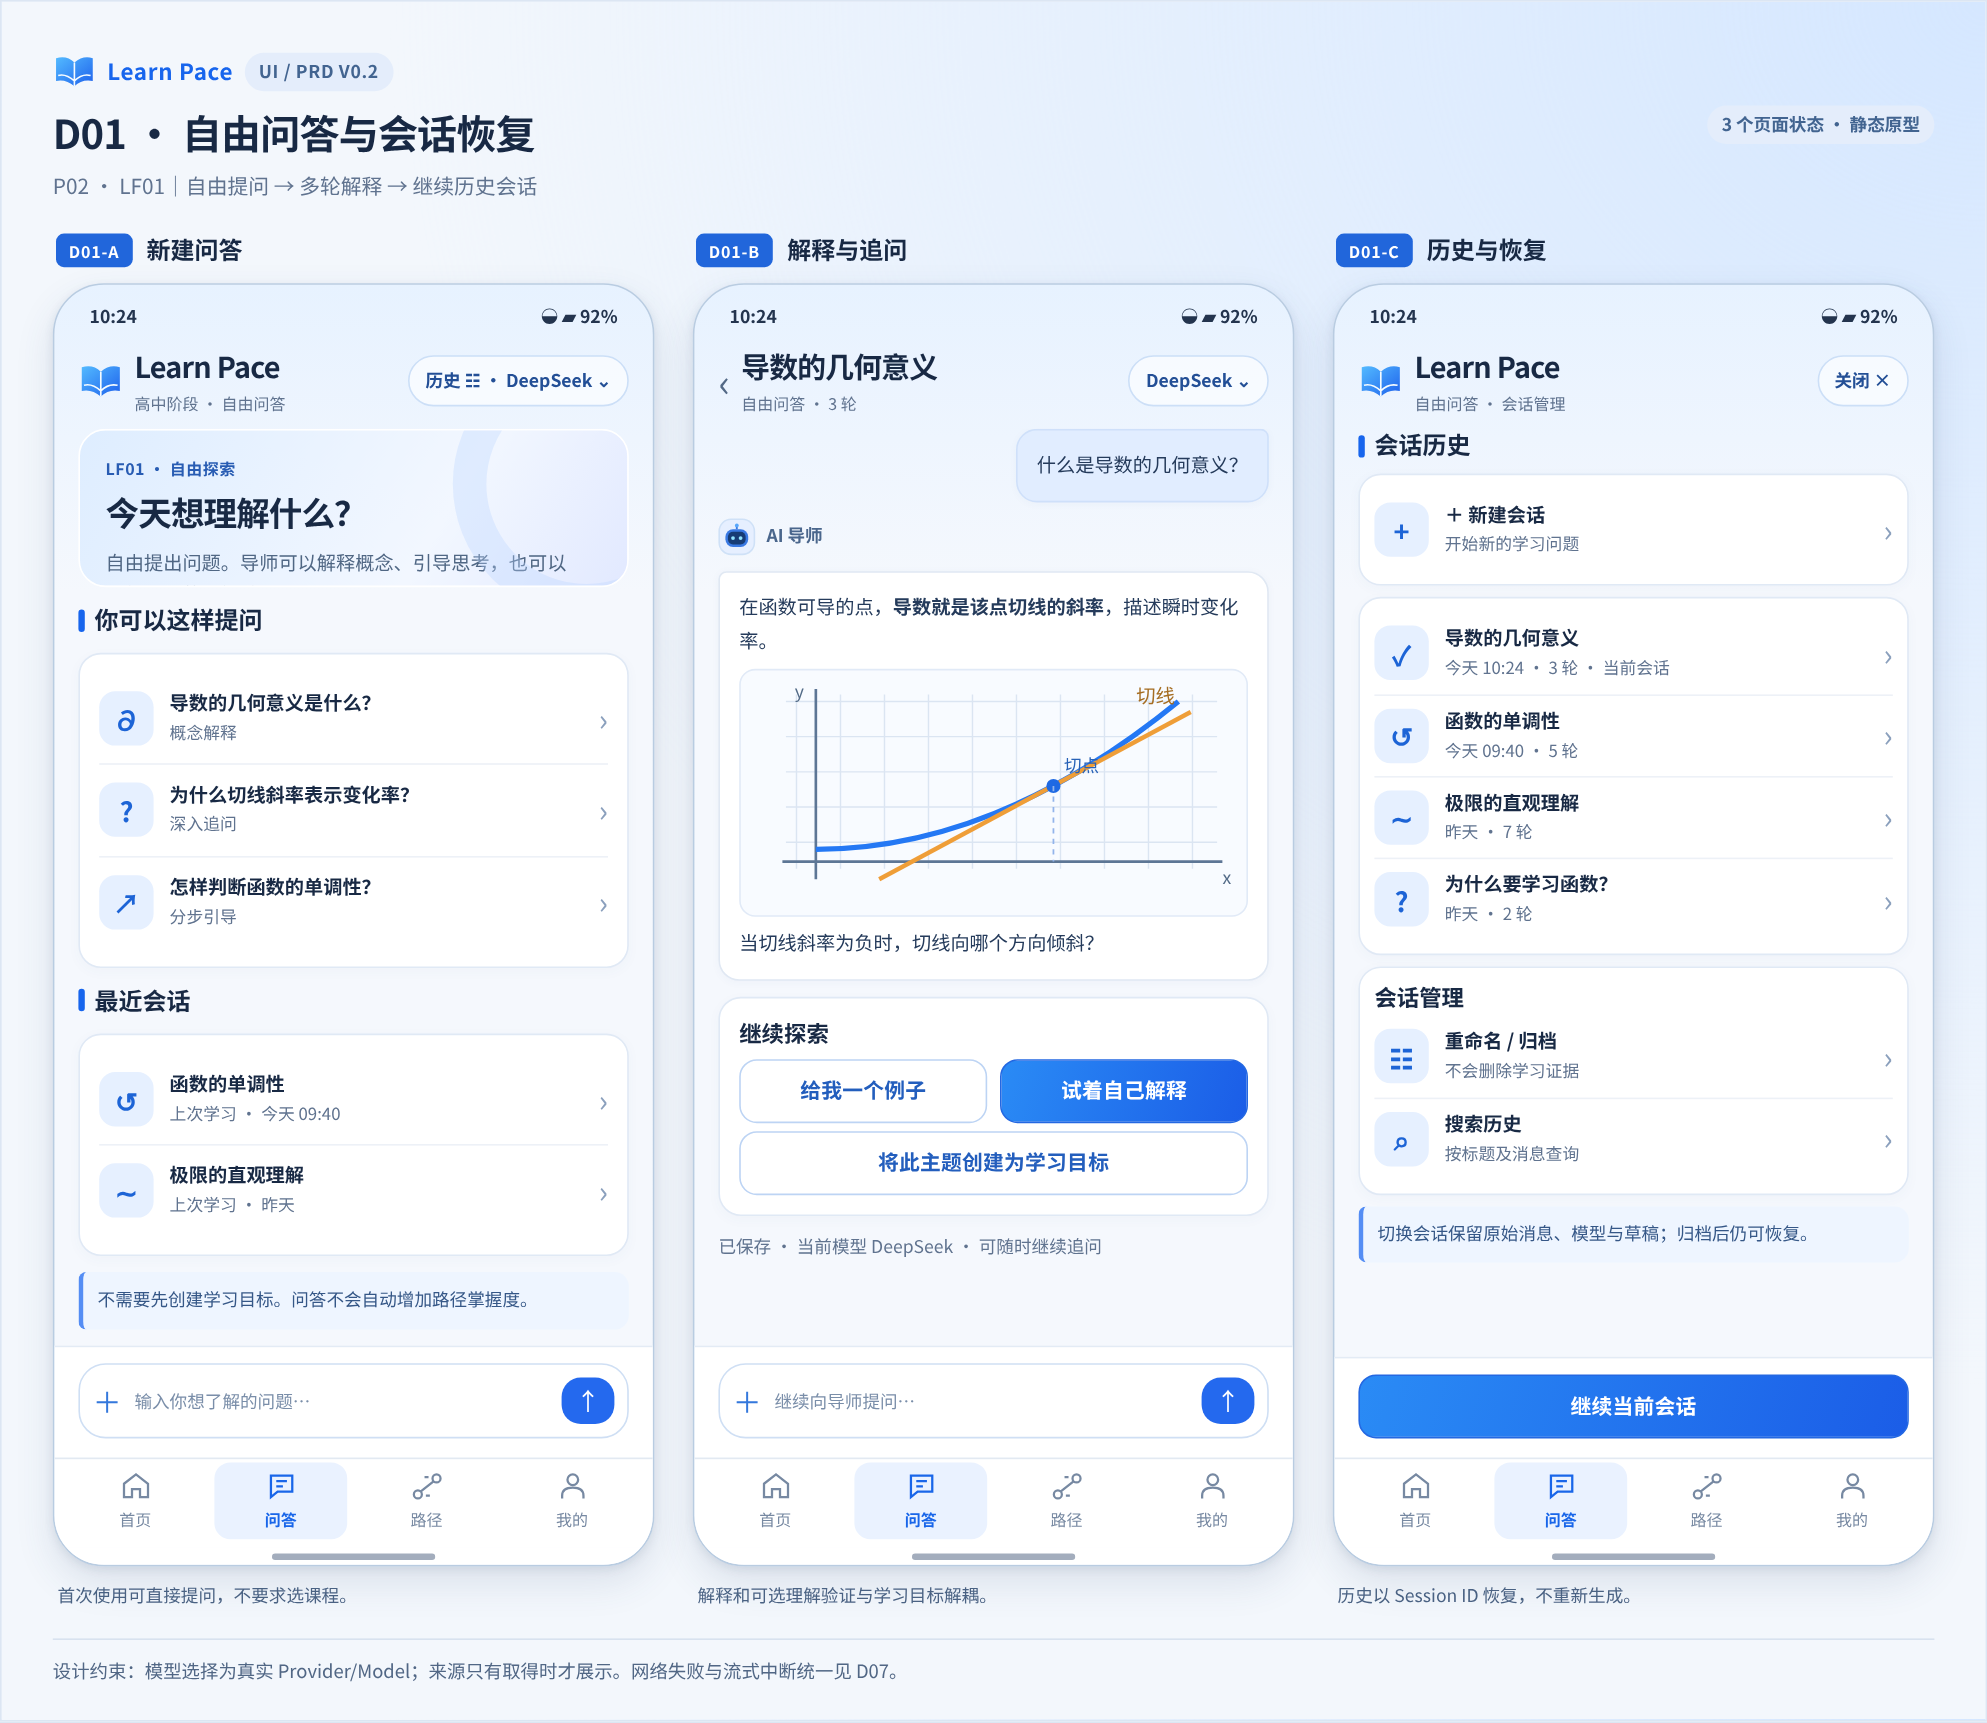 Learn Pace
UI / PRD V0.2
D01 · 自由问答与会话恢复
P02 · LF01｜自由提问 → 多轮解释 → 继续历史会话
3 个页面状态 · 静态原型
D01-A 新建问答
10:24
92%
Learn Pace
高中阶段 · 自由问答
历史 ☷ · DeepSeek ⌄
LF01 · 自由探索
今天想理解什么？
自由提出问题。导师可以解释概念、引导思考，也可以
你可以这样提问
∂
导数的几何意义是什么？
概念解释
›
?
为什么切线斜率表示变化率？
深入追问
›
↗
怎样判断函数的单调性？
分步引导
›
最近会话
↺
函数的单调性
上次学习 · 今天 09:40
›
~
极限的直观理解
上次学习 · 昨天
›
不需要先创建学习目标。问答不会自动增加路径掌握度。
＋ 输入你想了解的问题… ↑
首页
问答
路径
我的
首次使用可直接提问，不要求选课程。
D01-B 解释与追问
10:24
92%
‹
导数的几何意义
自由问答 · 3 轮
DeepSeek ⌄
什么是导数的几何意义？
AI 导师
在函数可导的点，导数就是该点切线的斜率，描述瞬时变化
率。
y
切线
切点
x
当切线斜率为负时，切线向哪个方向倾斜？
继续探索
给我一个例子
试着自己解释
将此主题创建为学习目标
已保存 · 当前模型 DeepSeek · 可随时继续追问
＋ 继续向导师提问… ↑
首页
问答
路径
我的
解释和可选理解验证与学习目标解耦。
D01-C 历史与恢复
10:24
92%
Learn Pace
自由问答 · 会话管理
关闭 ×
会话历史
+
＋ 新建会话
开始新的学习问题
›
✓
导数的几何意义
今天 10:24 · 3 轮 · 当前会话
›
↺
函数的单调性
今天 09:40 · 5 轮
›
~
极限的直观理解
昨天 · 7 轮
›
?
为什么要学习函数？
昨天 · 2 轮
›
会话管理
☷
重命名 / 归档
不会删除学习证据
›
⌕
搜索历史
按标题及消息查询
›
切换会话保留原始消息、模型与草稿；归档后仍可恢复。
继续当前会话
首页
问答
路径
我的
历史以 Session ID 恢复，不重新生成。
设计约束：模型选择为真实 Provider/Model；来源只有取得时才展示。网络失败与流式中断统一见 D07。